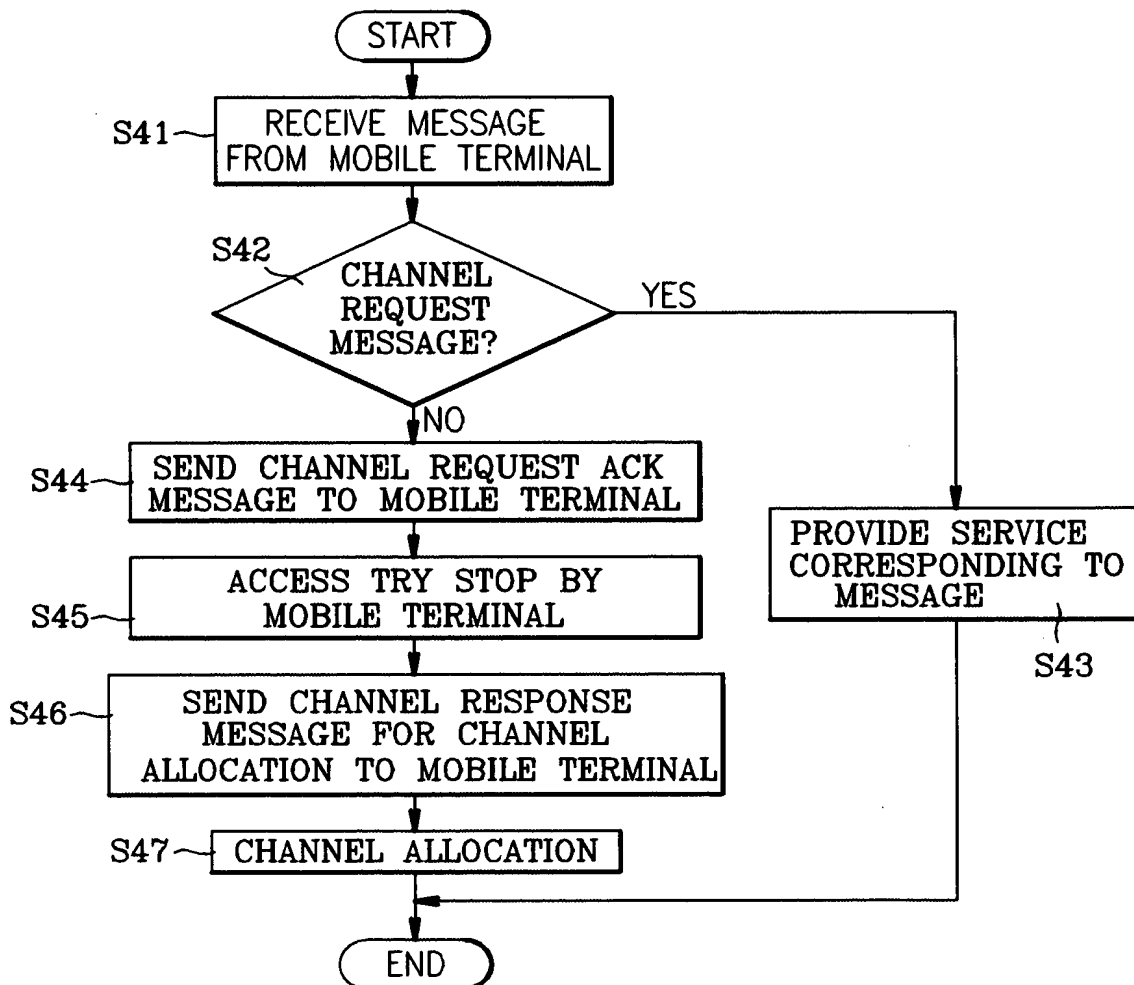 START
S41
RECEIVE MESSAGE
FROM MOBILE TERMINAL
S42
CHANNEL
REQUEST
MESSAGE?
YES
NO
S44
SEND CHANNEL REQUEST ACK
MESSAGE TO MOBILE TERMINAL
PROVIDE SERVICE
CORRESPONDING TO
MESSAGE
S43
S45
ACCESS TRY STOP BY
MOBILE TERMINAL
S46
SEND CHANNEL RESPONSE
MESSAGE FOR CHANNEL
ALLOCATION TO MOBILE TERMINAL
S47
CHANNEL ALLOCATION
END